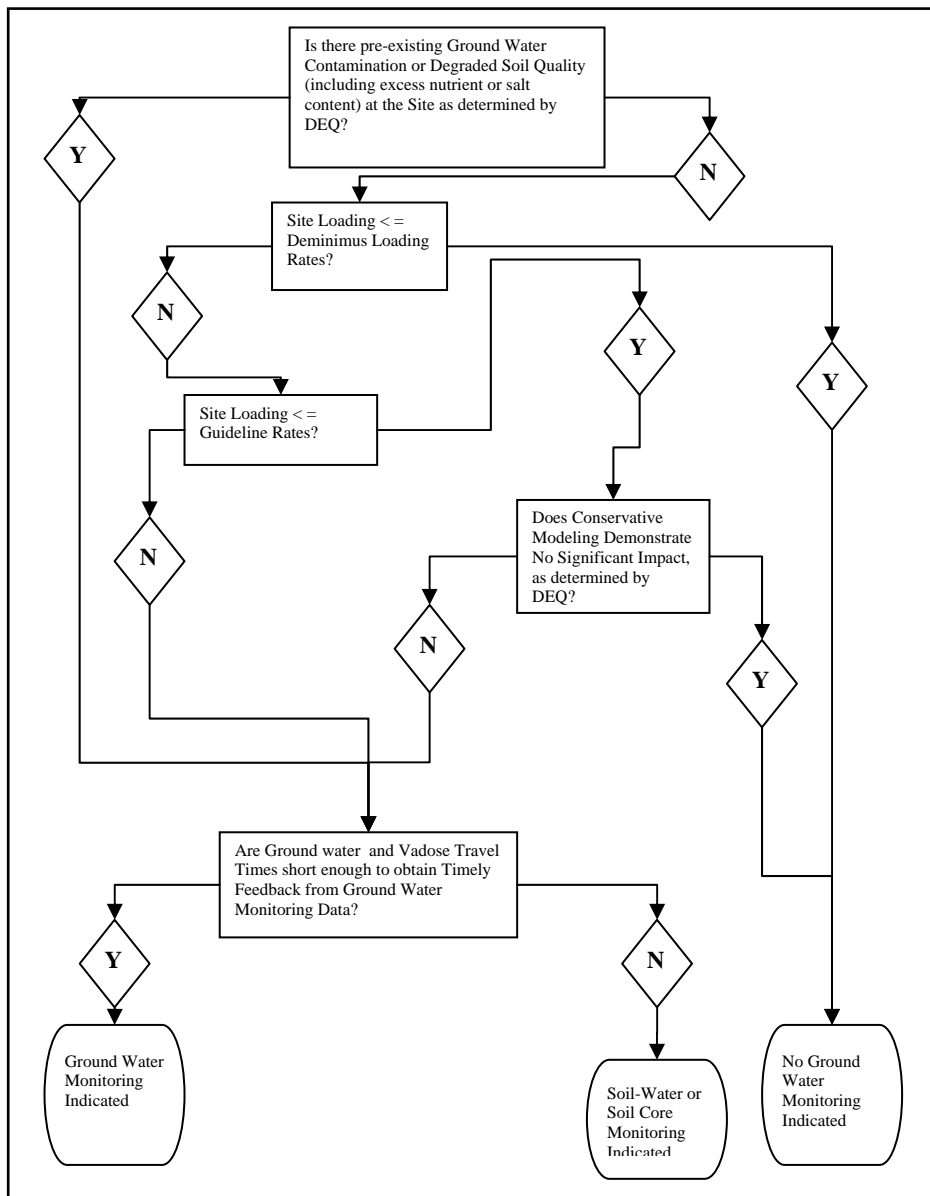 Is there pre-existing Ground Water
Contamination or Degraded Soil Quality
(including excess nutrient or salt
content) at the Site as determined by
DEQ?
Y
N
Site Loading < =
Deminimus Loading
Rates?
N
Y
Y
Site Loading < =
Guideline Rates?
N
Does Conservative
Modeling Demonstrate
No Significant Impact,
as determined by
DEQ?
N
Y
Are Ground water and Vadose Travel
Times short enough to obtain Timely
Feedback from Ground Water
Monitoring Data?
Y
N
Ground Water
Monitoring
Indicated
Soil-Water or
Soil Core
Monitoring
Indicated
No Ground
Water
Monitoring
Indicated